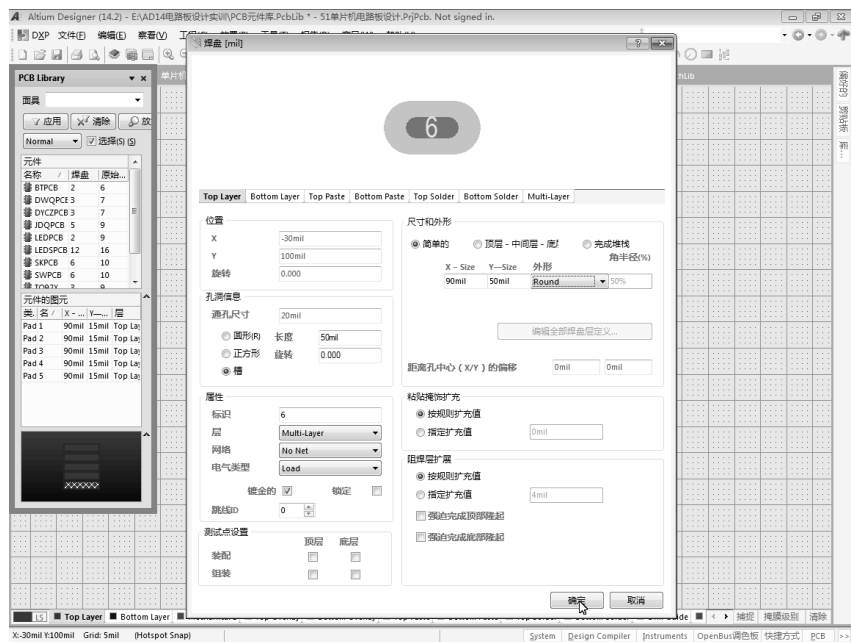 Altium Designer (14.2) - E:\AD14电路板设计实训\PCB元件库.PcbLib * - 51单片机电路板设计.PrjPcb. Not signed in.
DXP 文件(F) 编辑(E) 察看(V)
焊盘 [mil]
PCB Library
面具
应用 清除 放
Normal 选择(S) (S)
元件
名称 焊盘 原始...
BTPCB 2 6
DWQPCE 3 7
DYCZPCB 3 7
JDQPCB 5 9
LEDPCB 2 9
LEDSPCB 12 16
SKPCB 6 10
SWPCB 6 10
元件的图元
类. 名 X - ... Y—... 层
Pad 1 90mil 15mil Top Lay
Pad 2 90mil 15mil Top Lay
Pad 3 90mil 15mil Top Lay
Pad 4 90mil 15mil Top Lay
Pad 5 90mil 15mil Top Lay
6
Top Layer Bottom Layer Top Paste Bottom Paste Top Solder Bottom Solder Multi-Layer
位置
X -30mil
Y 100mil
旋转 0.000
孔洞信息
通孔尺寸 20mil
圆形(R) 长度 50mil
正方形 旋转 0.000
槽
属性
标识 6
层 Multi-Layer
网络 No Net
电气类型 Load
镀金的 锁定
跳线ID 0
测试点设置
顶层 底层
装配
组装
尺寸和外形
简单的 顶层 - 中间层 - 底 完成堆栈
角半径(%)
X - Size Y—Size 外形
90mil 50mil Round 50%
编辑全部焊盘层定义...
距离孔中心 ( X/Y ) 的偏移 0mil 0mil
粘贴掩饰扩充
按规则扩充值
指定扩充值 0mil
阻焊层扩展
按规则扩充值
指定扩充值 4mil
强迫完成顶部隆起
强迫完成底部隆起
确定 取消
偏好的
剪贴板
LS Top Layer Bottom Layer
捕捉 掩膜级别 清除
X:-30mil Y:100mil Grid: 5mil (Hotspot Snap)
System Design Compiler Instruments OpenBus调色板 快捷方式 PCB >>